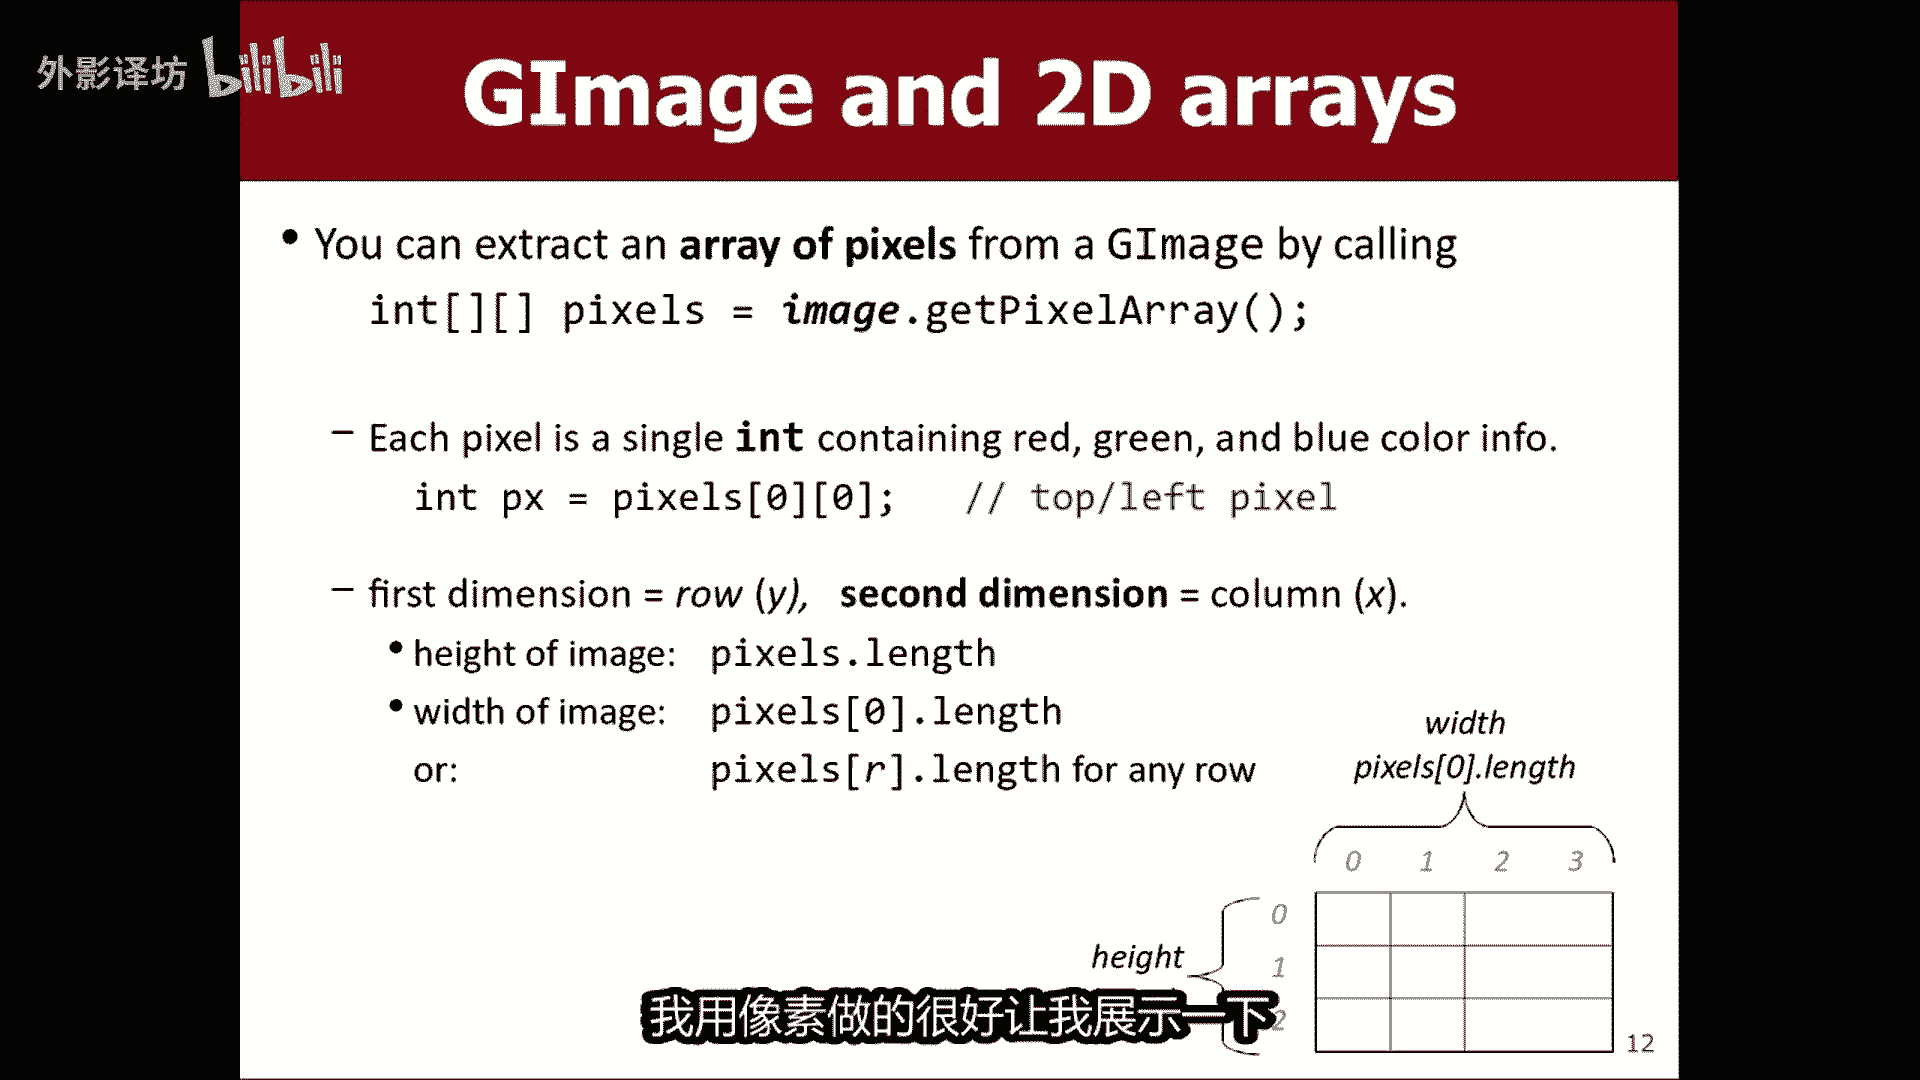 外影译坊 bilibili
GImage and 2D arrays
• You can extract an array of pixels from a GImage by calling
int[][] pixels = image.getPixelArray();
– Each pixel is a single int containing red, green, and blue color info.
int px = pixels[0][0]; // top/left pixel
– first dimension = row (y), second dimension = column (x).
• height of image: pixels.length
• width of image: pixels[0].length
or: pixels[r].length for any row
width
pixels[0].length
0 1 2 3
0
height
1
2
我用像素做的很好让我展示一下
12